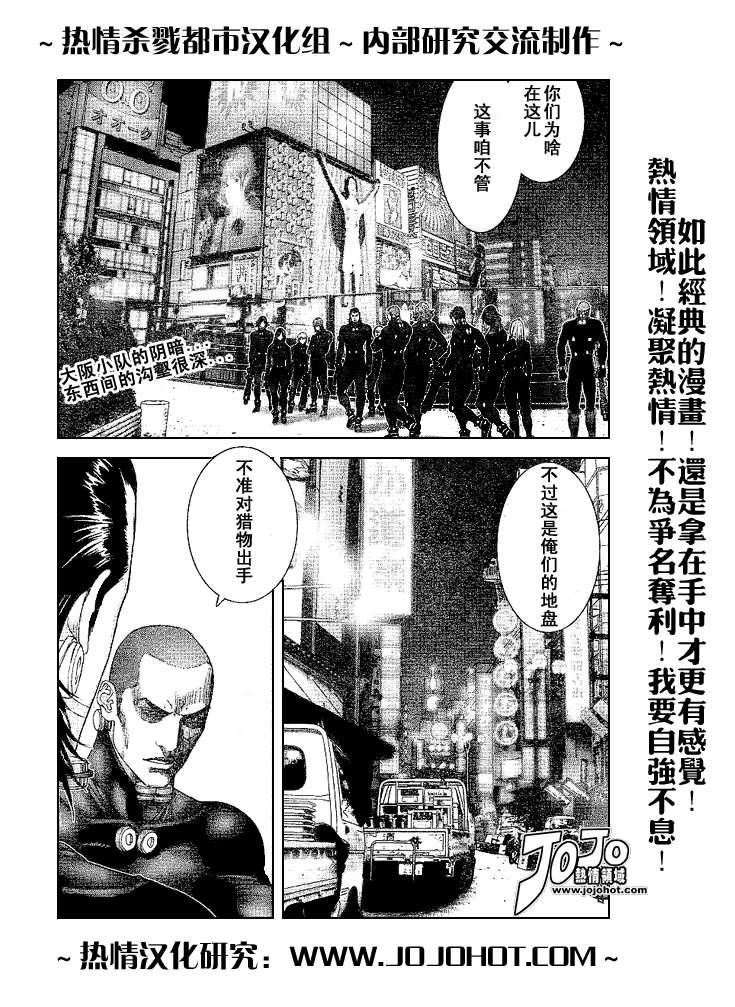 ~热情杀戮都市汉化组~内部研究交流制作~
你们为啥
在这儿
这事咱不管
オオーク
大阪小队的阴暗...
东西间的沟壑很深...
不过这是俺们的地盘
不准对猎物出手
酒
如此經典的漫畫！還是拿在手中才更有感覺！
熱情領域！凝聚熱情！不為爭名奪利！我要自強不息！
JOJO
熱情領域
www.jojohot.com
~热情汉化研究：WWW.JOJOHOT.COM~